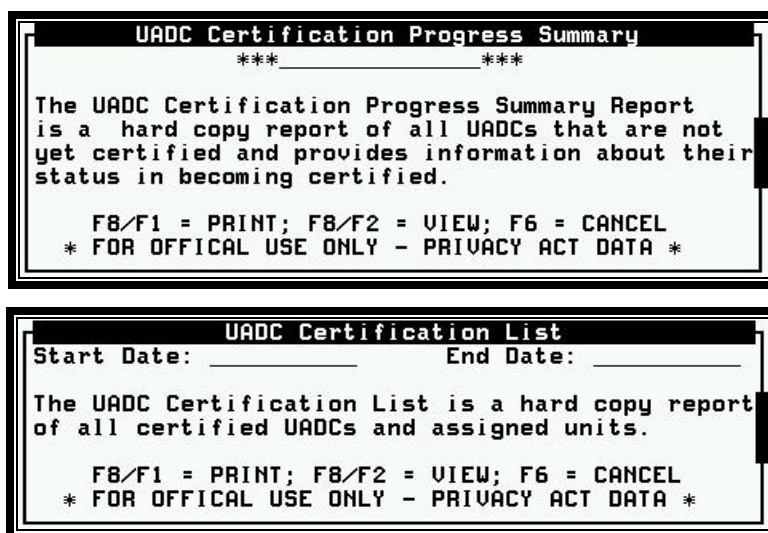 UADC Certification Progress Summary
***_________________***
The UADC Certification Progress Summary Report
is a hard copy report of all UADCs that are not
yet certified and provides information about their
status in becoming certified.
F8/F1 = PRINT; F8/F2 = VIEW; F6 = CANCEL
* FOR OFFICAL USE ONLY - PRIVACY ACT DATA *
UADC Certification List
Start Date: ____________ End Date: ____________
The UADC Certification List is a hard copy report
of all certified UADCs and assigned units.
F8/F1 = PRINT; F8/F2 = VIEW; F6 = CANCEL
* FOR OFFICAL USE ONLY - PRIVACY ACT DATA *